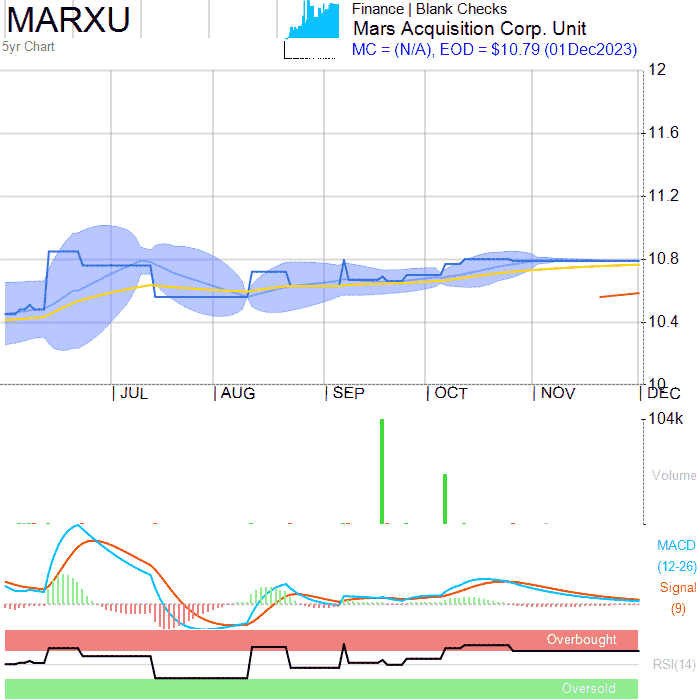 MARXU
Finance | Blank Checks
Mars Acquisition Corp. Unit
5yr Chart
MC = (N/A), EOD = $10.79 (01Dec2023)
12
11.6
11.2
10.8
10.4
10
JUL AUG SEP OCT NOV DEC
104k
Volume
MACD
(12-26)
Signal
(9)
Overbought
RSI(14)
Oversold